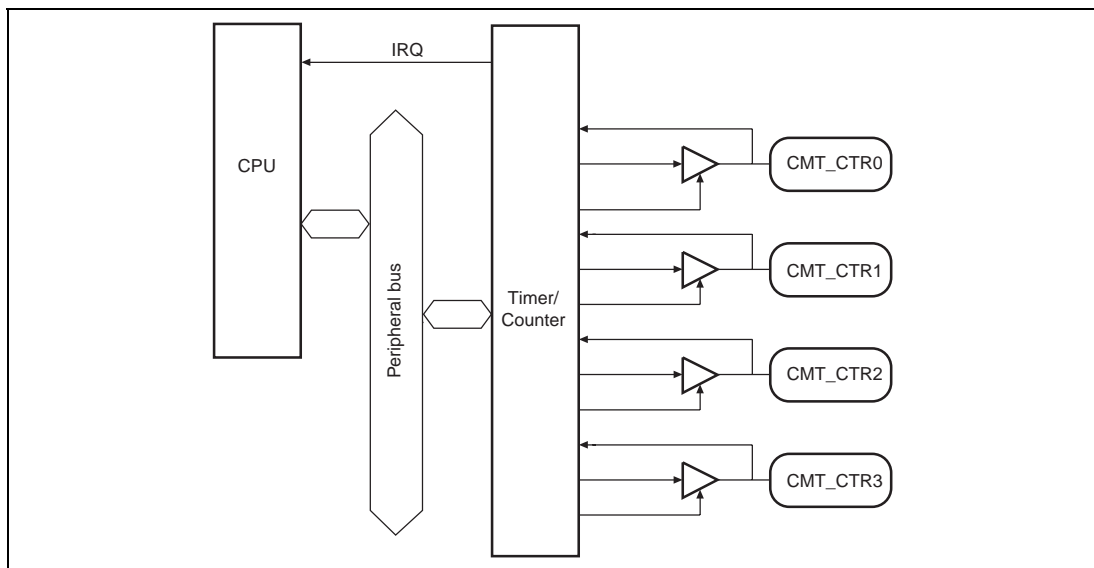 IRQ
CPU
Peripheral bus
Timer/
Counter
CMT_CTR0
CMT_CTR1
CMT_CTR2
CMT_CTR3